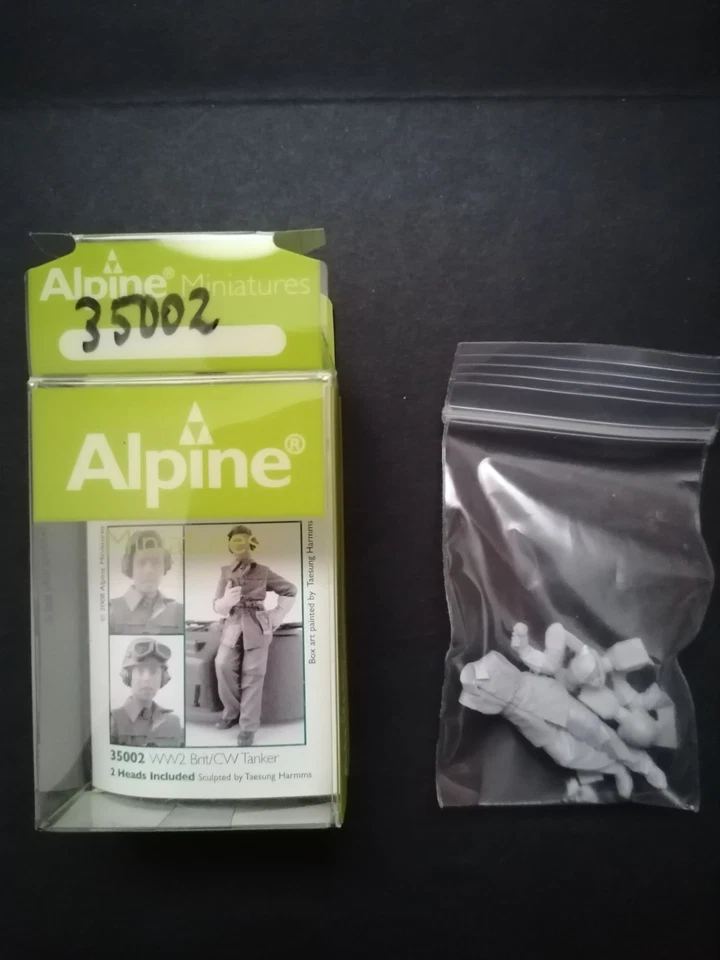 Alpine® Miniatures
35002
Alpine®
Miniatures
© 2008 Alpine Miniatures
Box art painted by Taesung Harmms
35002 WW2 Brit/CW Tanker
2 Heads Included Sculpted by Taesung Harmms